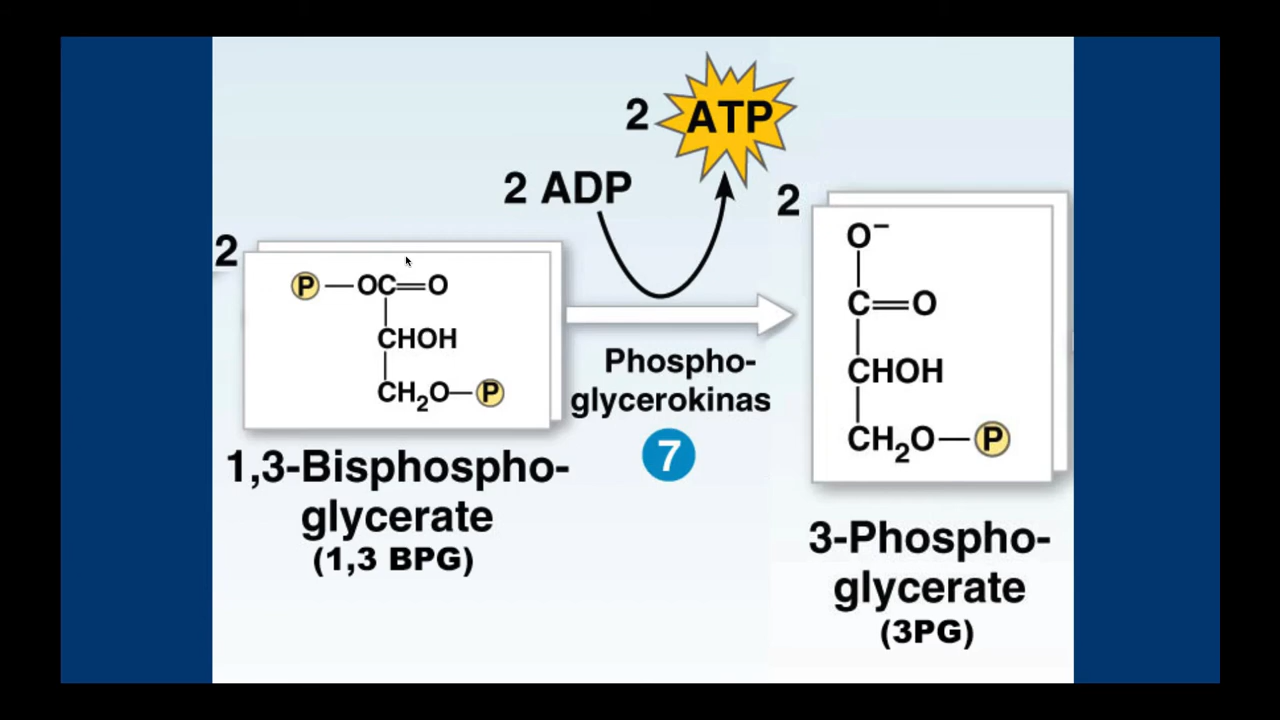 2 ATP
2 ADP
2
P—OC=O
CHOH
CH₂O—P
1,3-Bisphospho-
glycerate
(1,3 BPG)
Phospho-
glycerokinas
7
2
O⁻
C=O
CHOH
CH₂O—P
3-Phospho-
glycerate
(3PG)